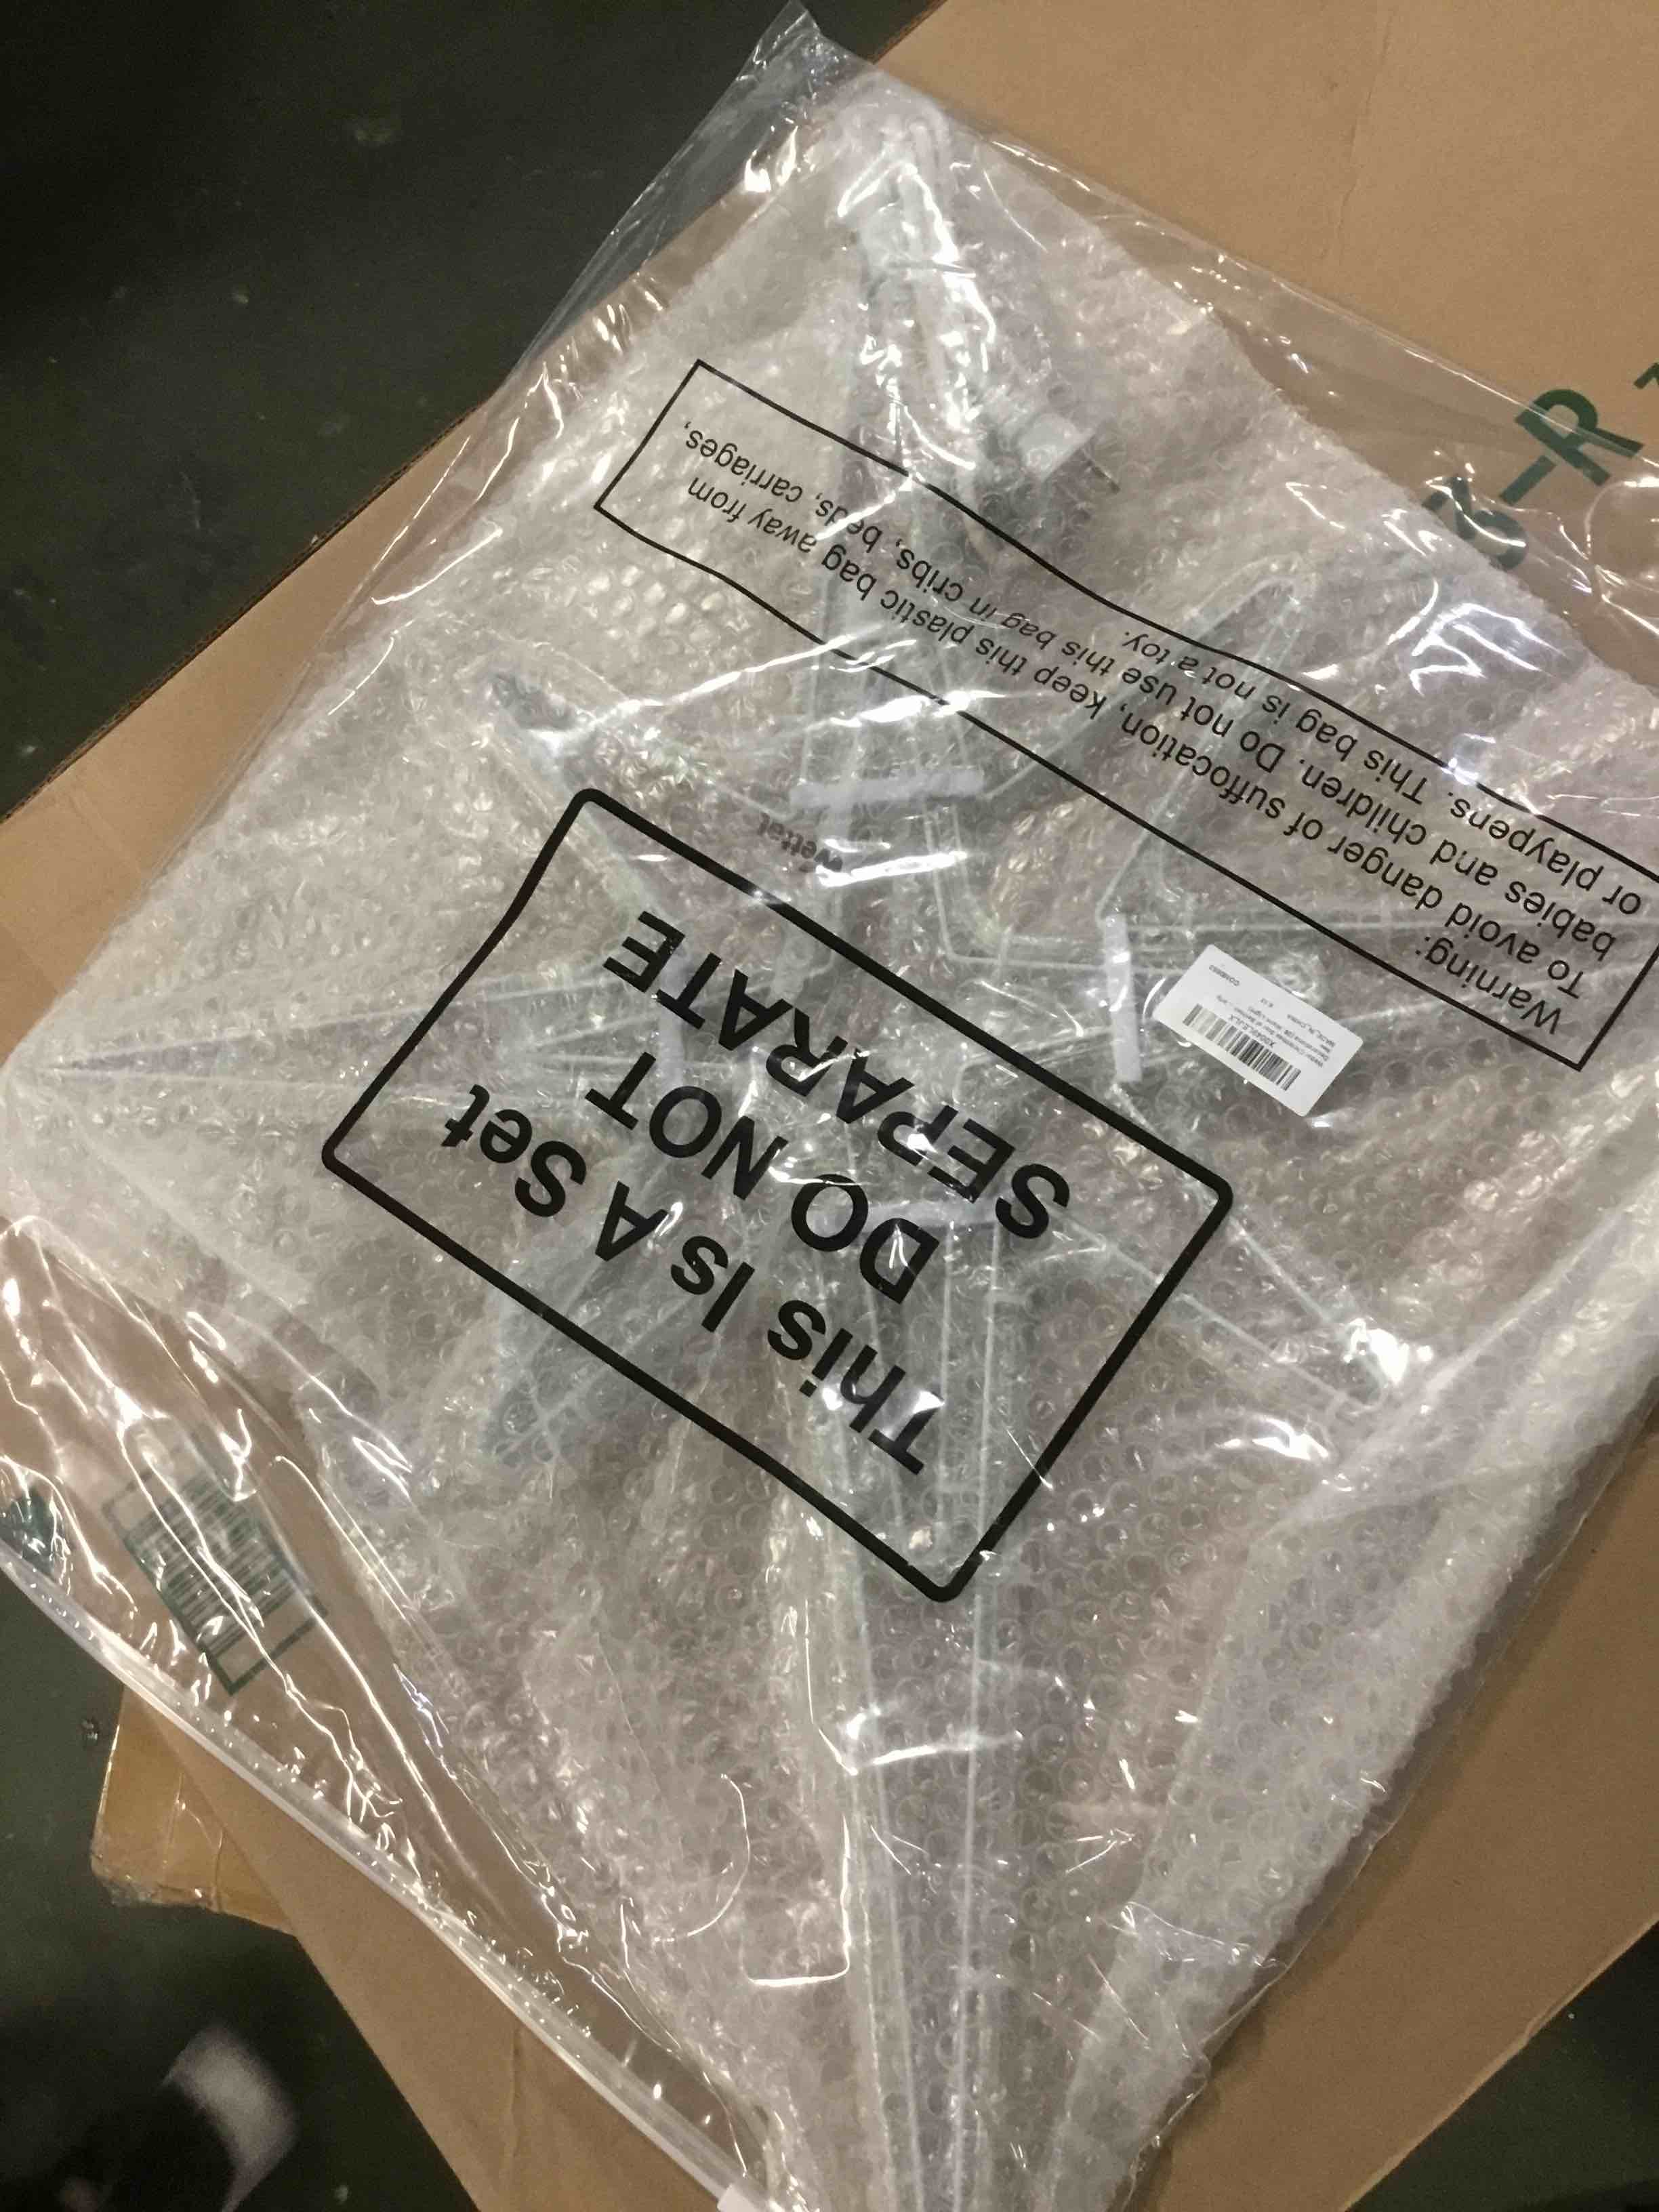 This Is A Set
DO NOT
SEPARATE
Warning:
To avoid danger of suffocation, keep this plastic bag away from
babies and children. Do not use this bag in cribs, beds, carriages,
or playpens. This bag is not a toy.